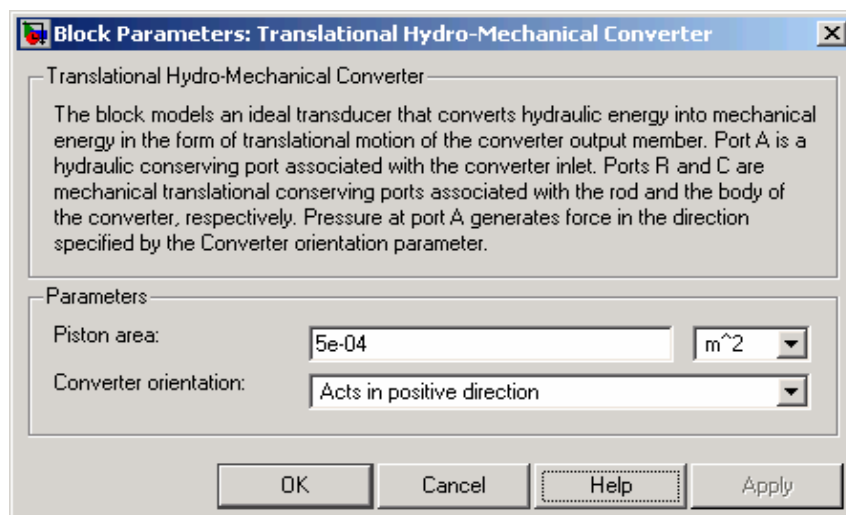 Block Parameters: Translational Hydro-Mechanical Converter
Translational Hydro-Mechanical Converter
The block models an ideal transducer that converts hydraulic energy into mechanical
energy in the form of translational motion of the converter output member. Port A is a
hydraulic conserving port associated with the converter inlet. Ports R and C are
mechanical translational conserving ports associated with the rod and the body of
the converter, respectively. Pressure at port A generates force in the direction
specified by the Converter orientation parameter.
Parameters
Piston area: 5e-04 m^2
Converter orientation: Acts in positive direction
OK Cancel Help Apply